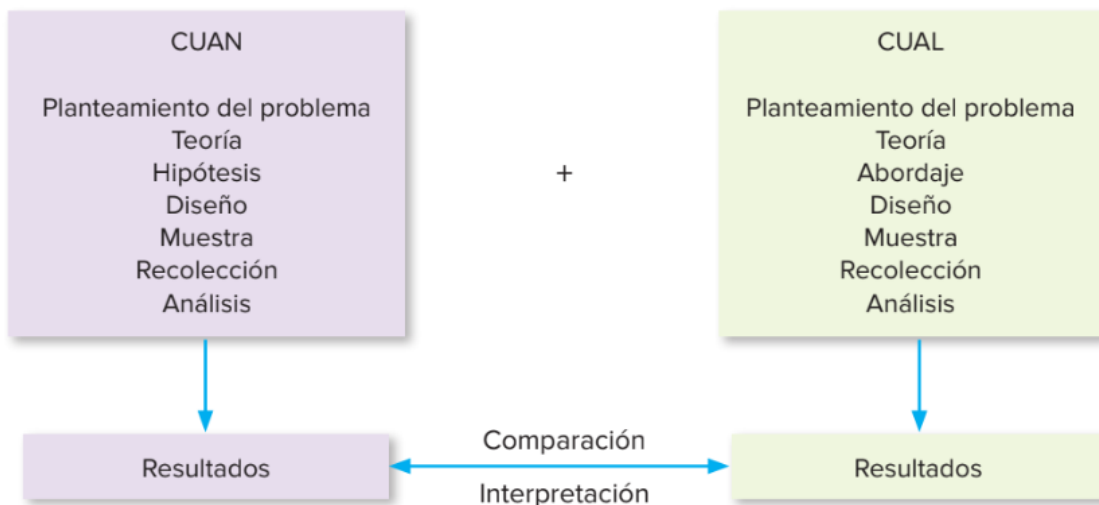 CUAN
Planteamiento del problema
Teoría
Hipótesis
Diseño
Muestra
Recolección
Análisis
+
CUAL
Planteamiento del problema
Teoría
Abordaje
Diseño
Muestra
Recolección
Análisis
Resultados
Comparación
Interpretación
Resultados